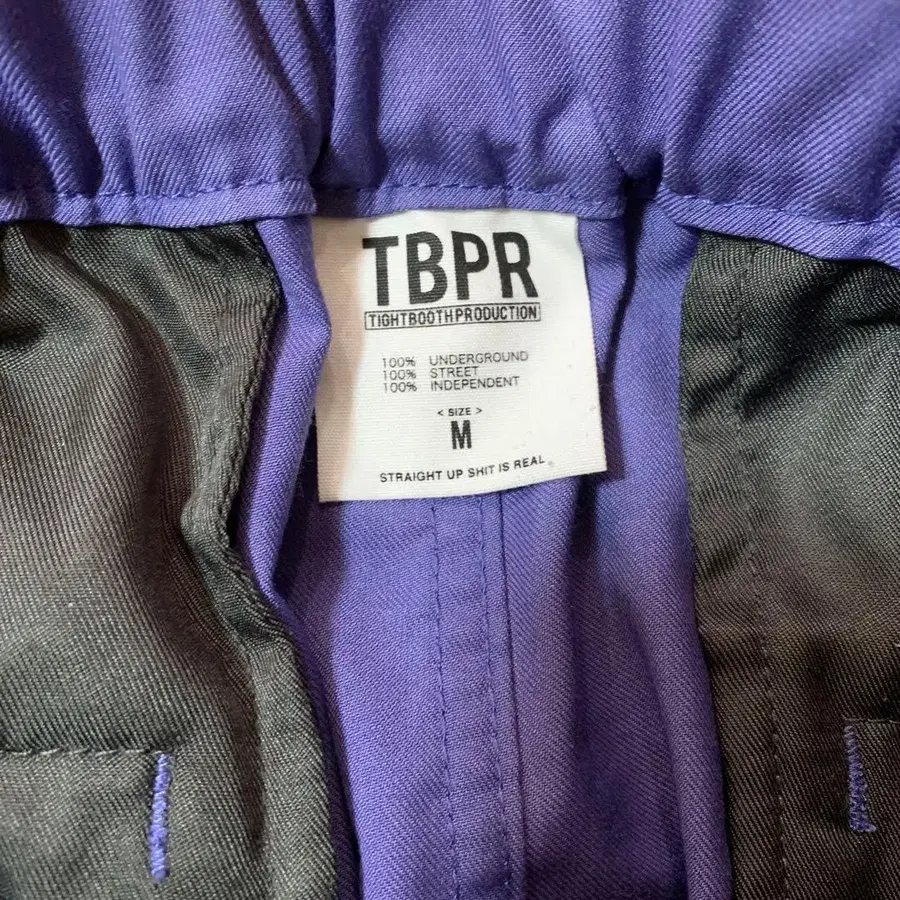 TBPR
TIGHTBOOTHPRODUCTION
100% UNDERGROUND
100% STREET
100% INDEPENDENT
< SIZE >
M
STRAIGHT UP SHIT IS REAL